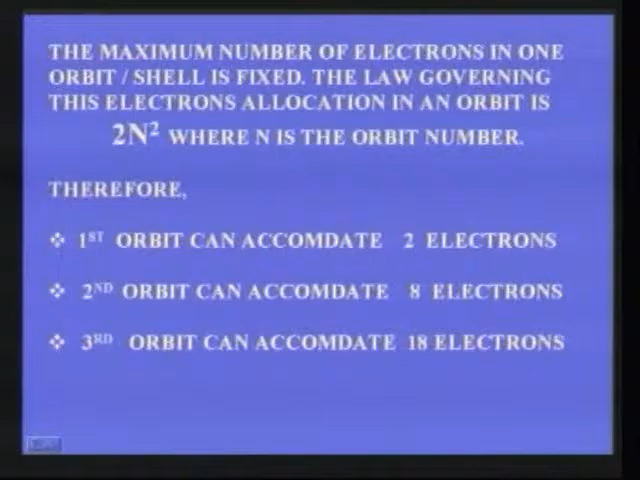 THE MAXIMUM NUMBER OF ELECTRONS IN ONE
ORBIT / SHELL IS FIXED. THE LAW GOVERNING
THIS ELECTRONS ALLOCATION IN AN ORBIT IS
2N² WHERE N IS THE ORBIT NUMBER.
THEREFORE,
❖ 1ST ORBIT CAN ACCOMDATE 2 ELECTRONS
❖ 2ND ORBIT CAN ACCOMDATE 8 ELECTRONS
❖ 3RD ORBIT CAN ACCOMDATE 18 ELECTRONS